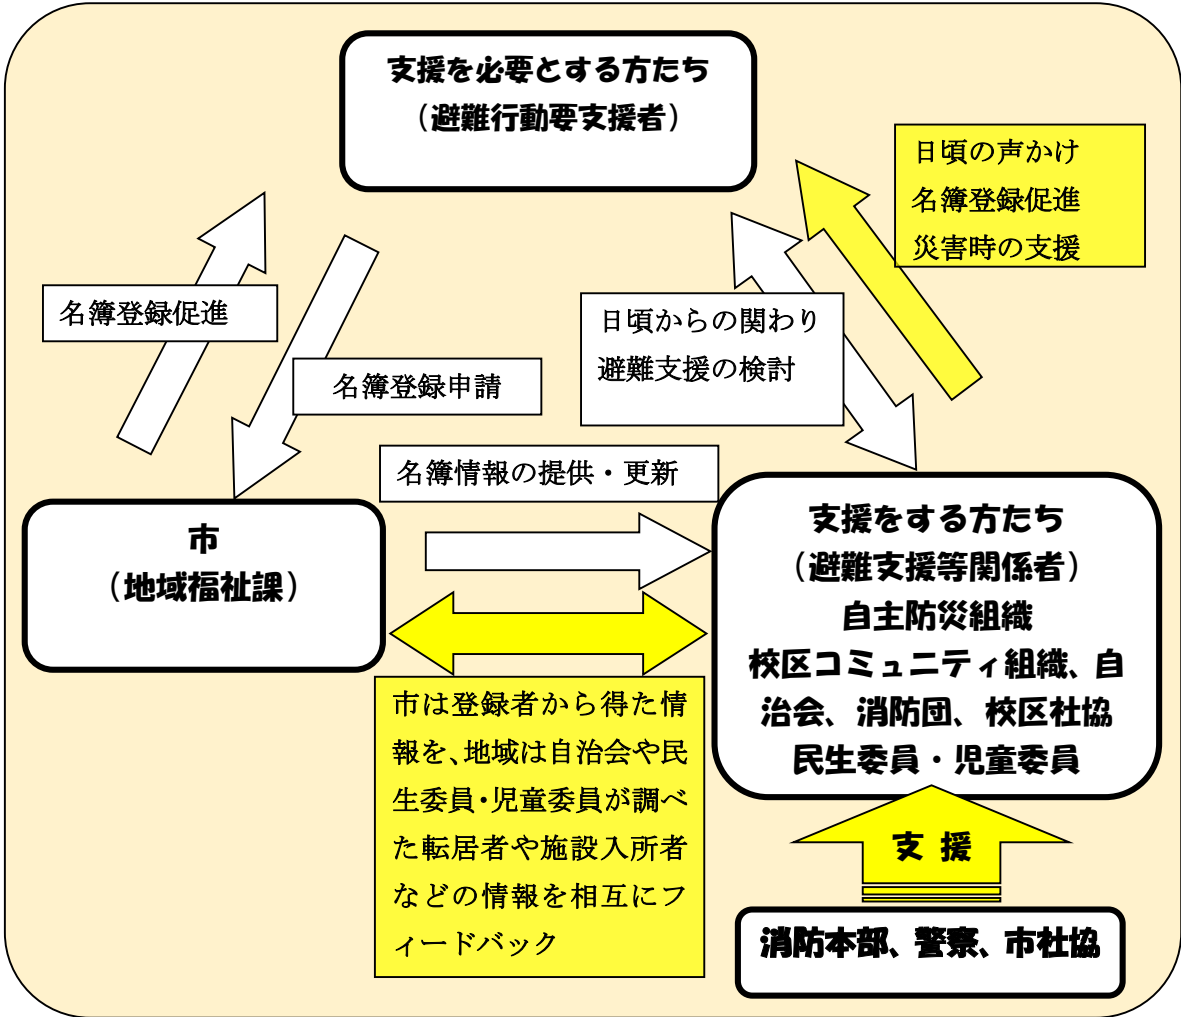 支援を必要とする方たち
（避難行動要支援者）
日頃の声かけ
名簿登録促進
災害時の支援
名簿登録促進
名簿登録申請
日頃からの関わり
避難支援の検討
名簿情報の提供・更新
市
（地域福祉課）
支援をする方たち
（避難支援等関係者）
自主防災組織
校区コミュニティ組織、自
治会、消防団、校区社協
民生委員・児童委員
市は登録者から得た情
報を、地域は自治会や民
生委員・児童委員が調べ
た転居者や施設入所者
などの情報を相互にフ
ィードバック
支 援
消防本部、警察、市社協